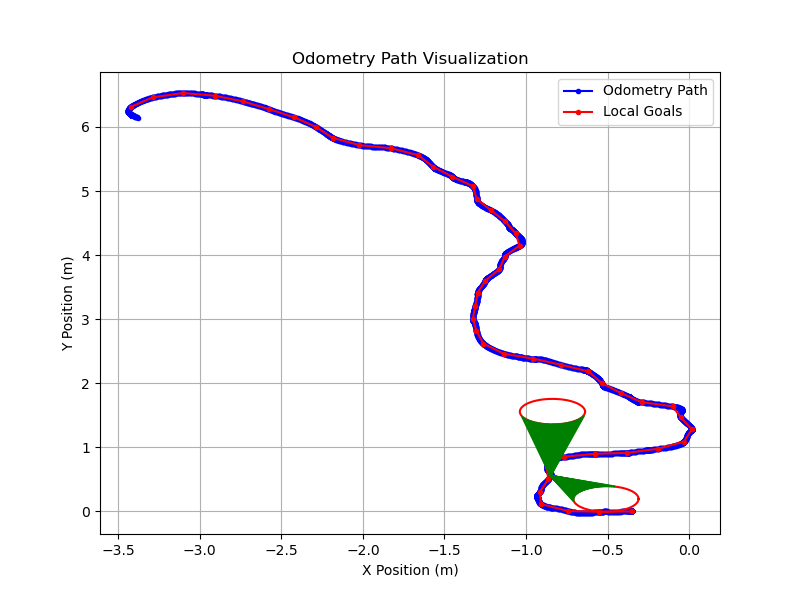 Odometry Path Visualization
Odometry Path
Local Goals
Y Position (m)
6
5
4
3
2
1
0
−3.5 −3.0 −2.5 −2.0 −1.5 −1.0 −0.5 0.0
X Position (m)